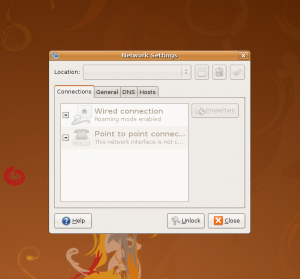 Network Settings
Location:
Connections General DNS Hosts
Wired connection
Roaming mode enabled
Properties
Point to point connec...
This network interface is not c...
Help Unlock Close